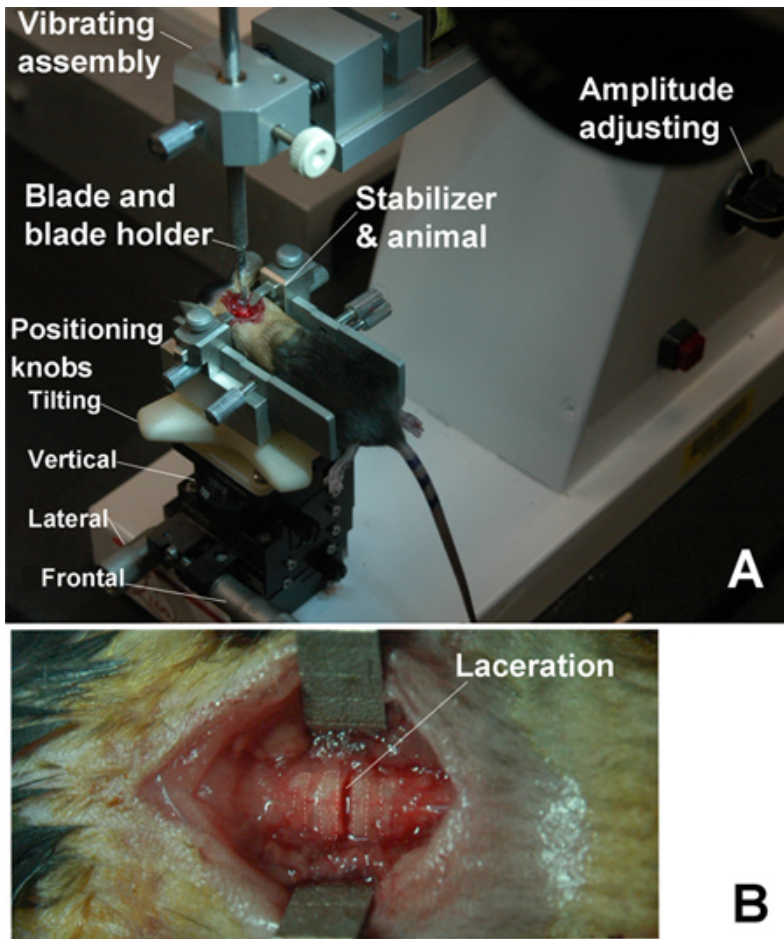 Vibrating
assembly
Amplitude
adjusting
Blade and
blade holder
Stabilizer
& animal
Positioning
knobs
Tilting
Vertical
Lateral
Frontal
A
Laceration
B